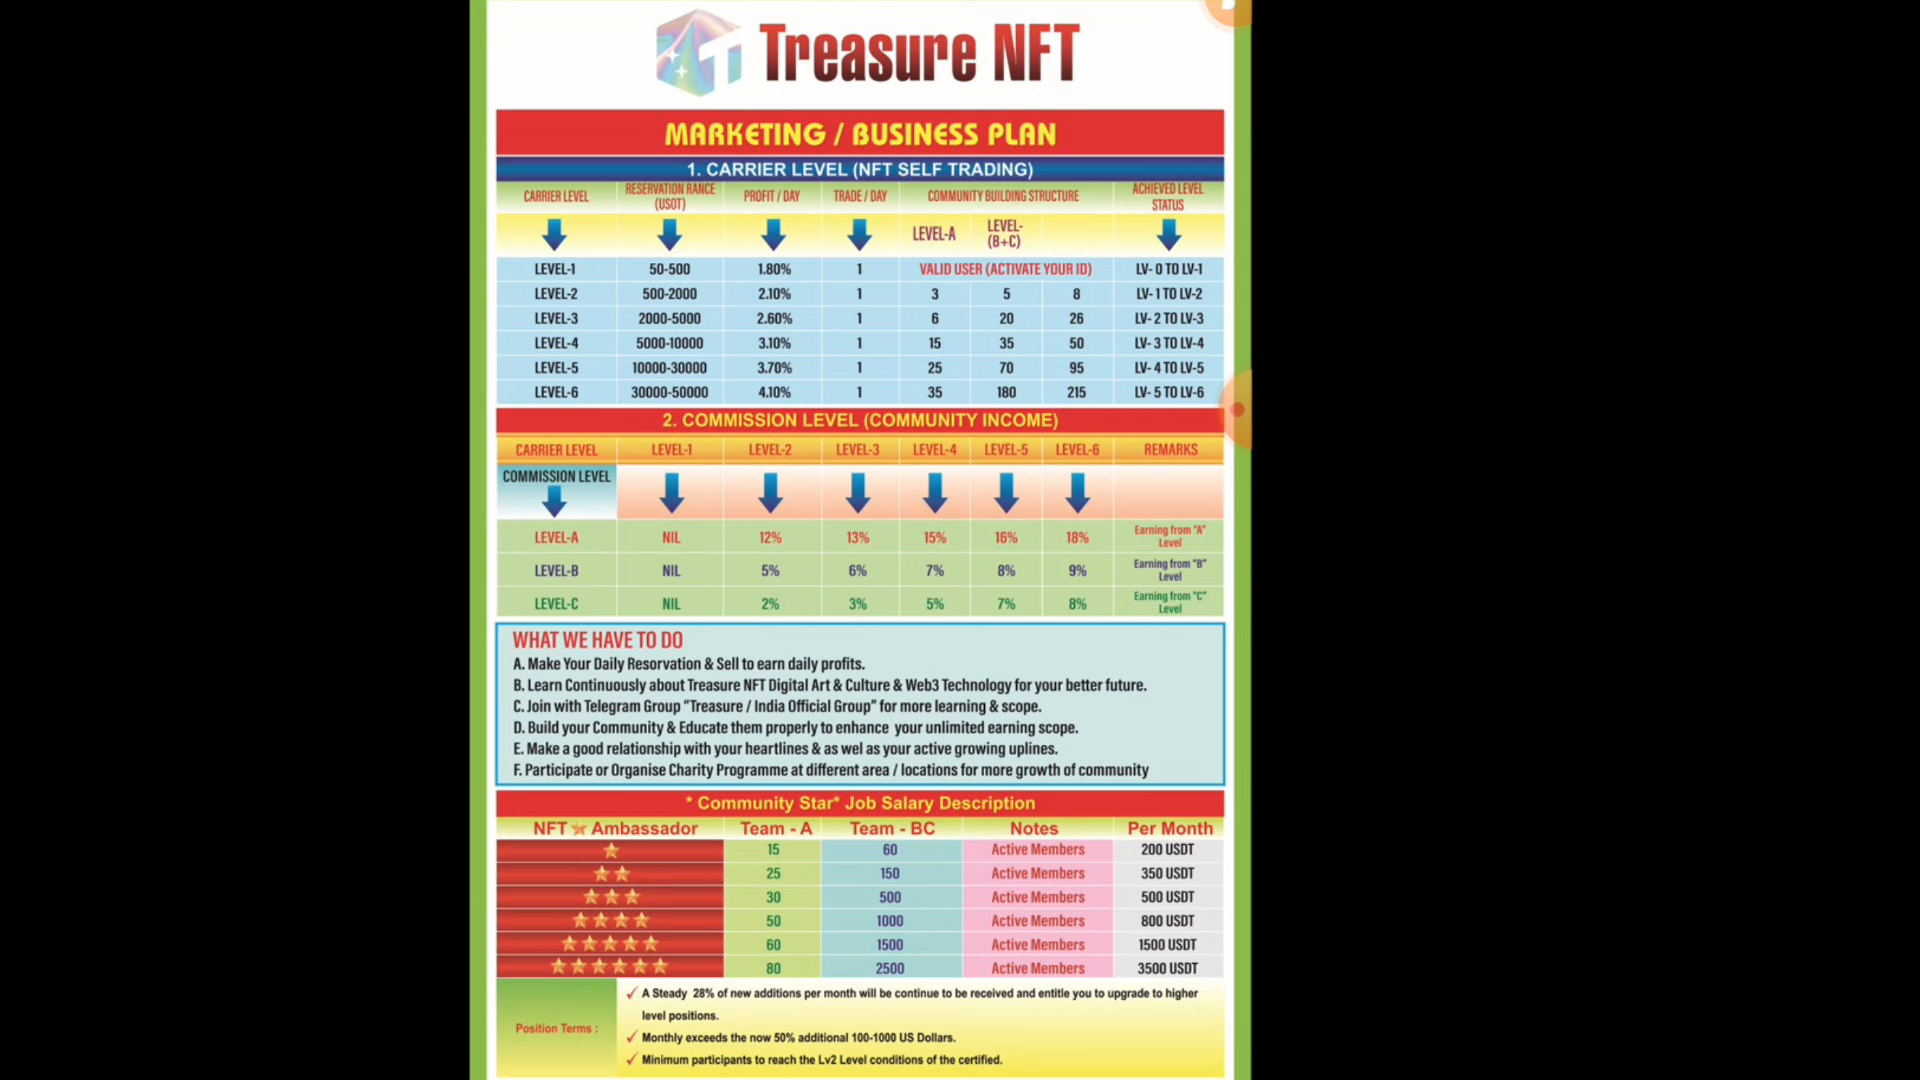 Treasure NFT
MARKETING / BUSINESS PLAN
1. CARRIER LEVEL (NFT SELF TRADING)
CARRIER LEVEL RESERVATION RANCE (USOT) PROFIT / DAY TRADE / DAY COMMUNITY BUILDING STRUCTURE ACHIEVED LEVEL STATUS
LEVEL-A LEVEL-(B+C)
LEVEL-1 50-500 1.80% 1 VALID USER (ACTIVATE YOUR ID) LV- 0 TO LV-1
LEVEL-2 500-2000 2.10% 1 3 5 8 LV- 1 TO LV-2
LEVEL-3 2000-5000 2.60% 1 6 20 26 LV- 2 TO LV-3
LEVEL-4 5000-10000 3.10% 1 15 35 50 LV- 3 TO LV-4
LEVEL-5 10000-30000 3.70% 1 25 70 95 LV- 4 TO LV-5
LEVEL-6 30000-50000 4.10% 1 35 180 215 LV- 5 TO LV-6
2. COMMISSION LEVEL (COMMUNITY INCOME)
CARRIER LEVEL LEVEL-1 LEVEL-2 LEVEL-3 LEVEL-4 LEVEL-5 LEVEL-6 REMARKS
COMMISSION LEVEL
LEVEL-A NIL 12% 13% 15% 16% 18% Earning from "A" Level
LEVEL-B NIL 5% 6% 7% 8% 9% Earning from "B" Level
LEVEL-C NIL 2% 3% 5% 7% 8% Earning from "C" Level
WHAT WE HAVE TO DO
A. Make Your Daily Resorvation & Sell to earn daily profits.
B. Learn Continuously about Treasure NFT Digital Art & Culture & Web3 Technology for your better future.
C. Join with Telegram Group "Treasure / India Official Group" for more learning & scope.
D. Build your Community & Educate them properly to enhance your unlimited earning scope.
E. Make a good relationship with your heartlines & as wel as your active growing uplines.
F. Participate or Organise Charity Programme at different area / locations for more growth of community
* Community Star* Job Salary Description
NFT Ambassador Team - A Team - BC Notes Per Month
15 60 Active Members 200 USDT
25 150 Active Members 350 USDT
30 500 Active Members 500 USDT
50 1000 Active Members 800 USDT
60 1500 Active Members 1500 USDT
80 2500 Active Members 3500 USDT
Position Terms :
A Steady 28% of new additions per month will be continue to be received and entitle you to upgrade to higher
level positions.
Monthly exceeds the now 50% additional 100-1000 US Dollars.
Minimum participants to reach the Lv2 Level conditions of the certified.